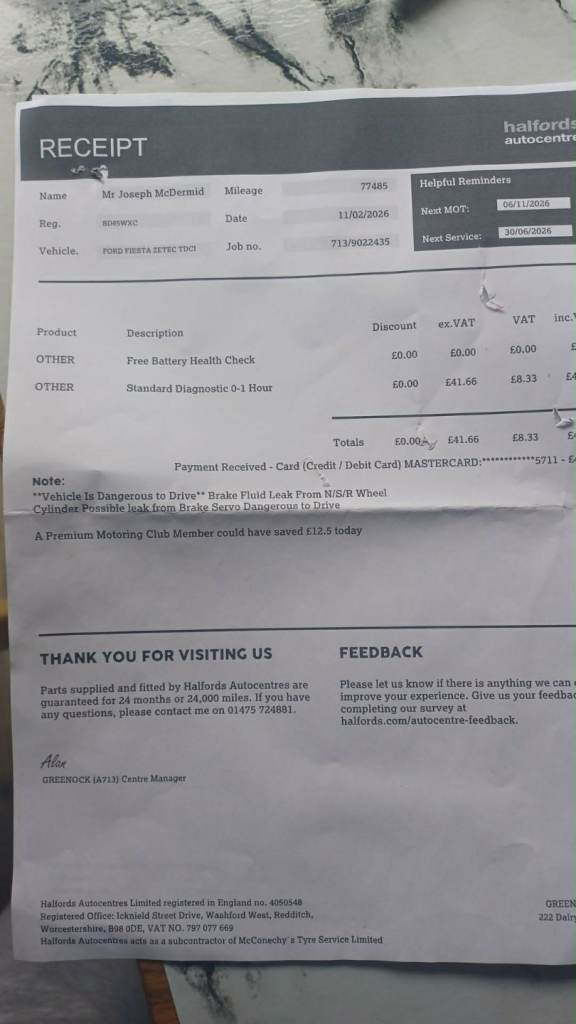 RECEIPT
halfords
autocentre
Name Mr Joseph McDermid Mileage 77485
Reg. Date 11/02/2026
Vehicle. FORD FIESTA ZETEC TDCI Job no. 713/9022435
Helpful Reminders
Next MOT: 06/11/2026
Next Service: 30/06/2026
Product Description Discount ex.VAT VAT inc.
OTHER Free Battery Health Check £0.00 £0.00 £0.00 £
OTHER Standard Diagnostic 0-1 Hour £0.00 £41.66 £8.33 £4
Totals £0.00 £41.66 £8.33 £4
Payment Received - Card (Credit / Debit Card) MASTERCARD:************5711 - £4
Note:
**Vehicle Is Dangerous to Drive** Brake Fluid Leak From N/S/R Wheel
Cylinder Possible leak from Brake Servo Dangerous to Drive
A Premium Motoring Club Member could have saved £12.5 today
THANK YOU FOR VISITING US
Parts supplied and fitted by Halfords Autocentres are
guaranteed for 24 months or 24,000 miles. If you have
any questions, please contact me on 01475 724881.
FEEDBACK
Please let us know if there is anything we can
improve your experience. Give us your feedbac
completing our survey at
halfords.com/autocentre-feedback.
Alan
GREENOCK (A713) Centre Manager
Halfords Autocentres Limited registered in England no. 4050548
Registered Office: Icknield Street Drive, Washford West, Redditch,
Worcestershire, B98 0DE, VAT NO. 797 077 669
Halfords Autocentres acts as a subcontractor of McConechy's Tyre Service Limited
GREEN
222 Dalry